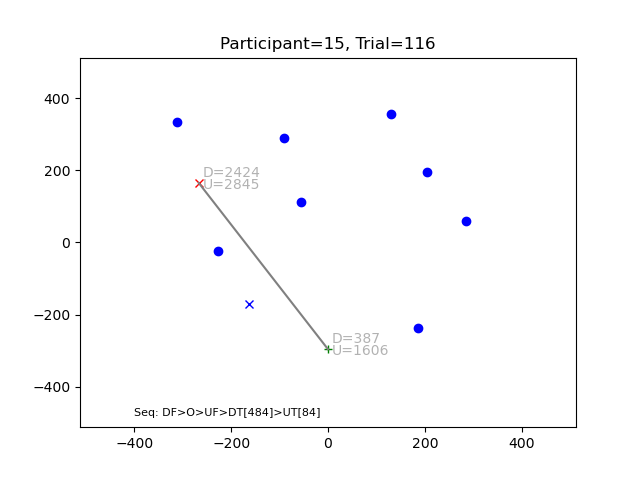 Participant=15, Trial=116
400
200
0
−200
−400
D=2424
U=2845
D=387
U=1606
Seq: DF>O>UF>DT[484]>UT[84]
−400 −200 0 200 400